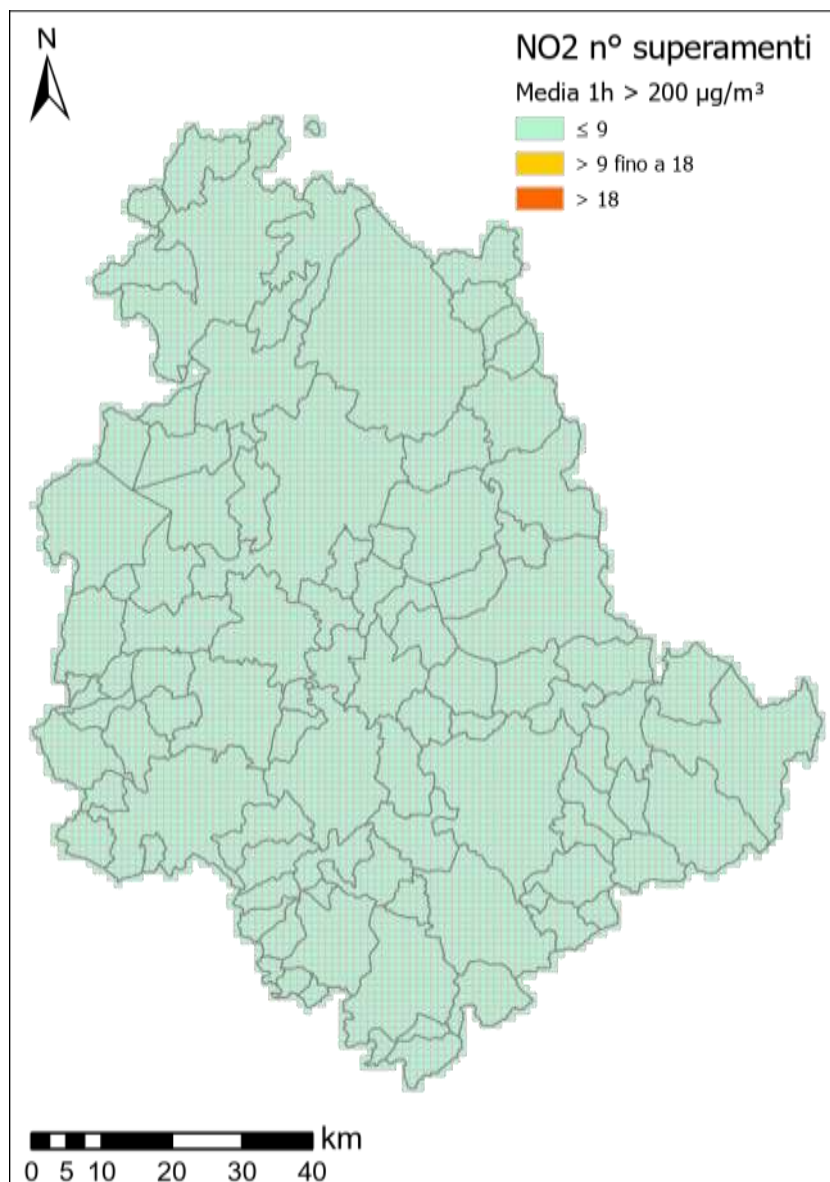 N
NO2 n° superamenti
Media 1h > 200 µg/m³
≤ 9
> 9 fino a 18
> 18
km
0 5 10 20 30 40